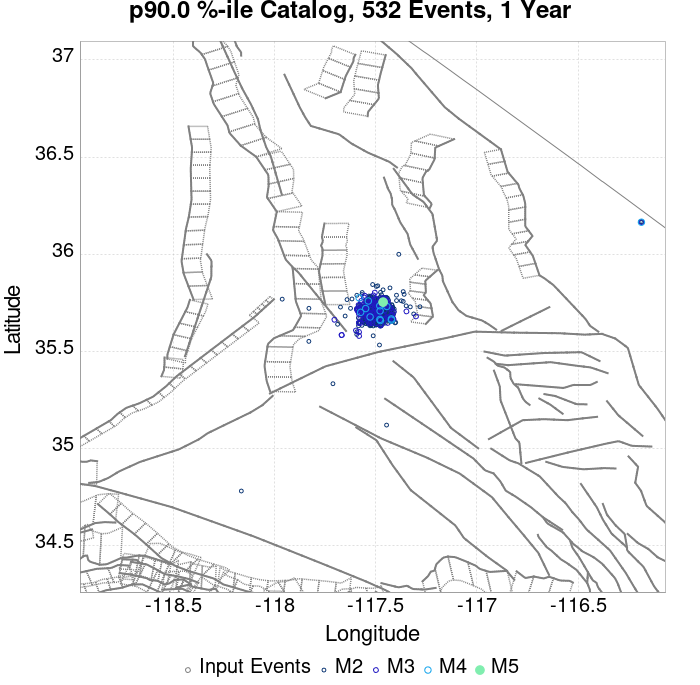 p90.0 %-ile Catalog, 532 Events, 1 Year
37
36.5
36
35.5
35
34.5
Latitude
-118.5 -118 -117.5 -117 -116.5
Longitude
Input Events M2 M3 M4 M5